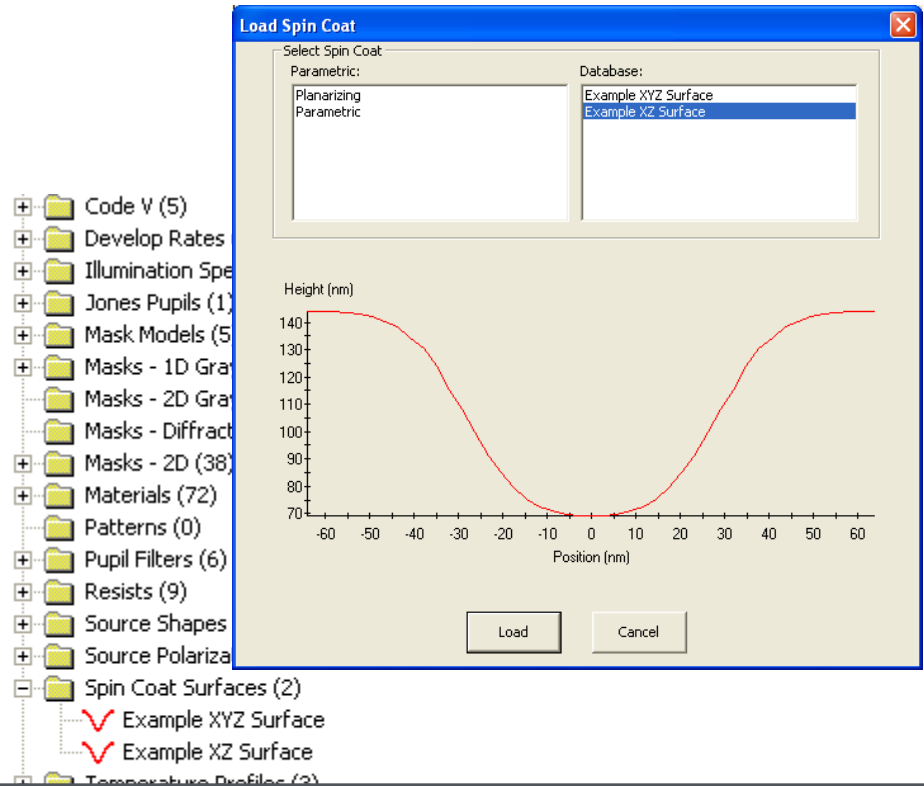 Load Spin Coat
Select Spin Coat
Parametric:
Database:
Planarizing
Parametric
Example XYZ Surface
Example XZ Surface
Height (nm)
140
130
120
110
100
90
80
70
-60 -50 -40 -30 -20 -10 0 10 20 30 40 50 60
Position (nm)
Load
Cancel
Code V (5)
Develop Rates
Illumination Spe
Jones Pupils (1)
Mask Models (5
Masks - 1D Gra
Masks - 2D Gra
Masks - Diffract
Masks - 2D (38)
Materials (72)
Patterns (0)
Pupil Filters (6)
Resists (9)
Source Shapes
Source Polariza
Spin Coat Surfaces (2)
Example XYZ Surface
Example XZ Surface
Temperature Profiles (3)